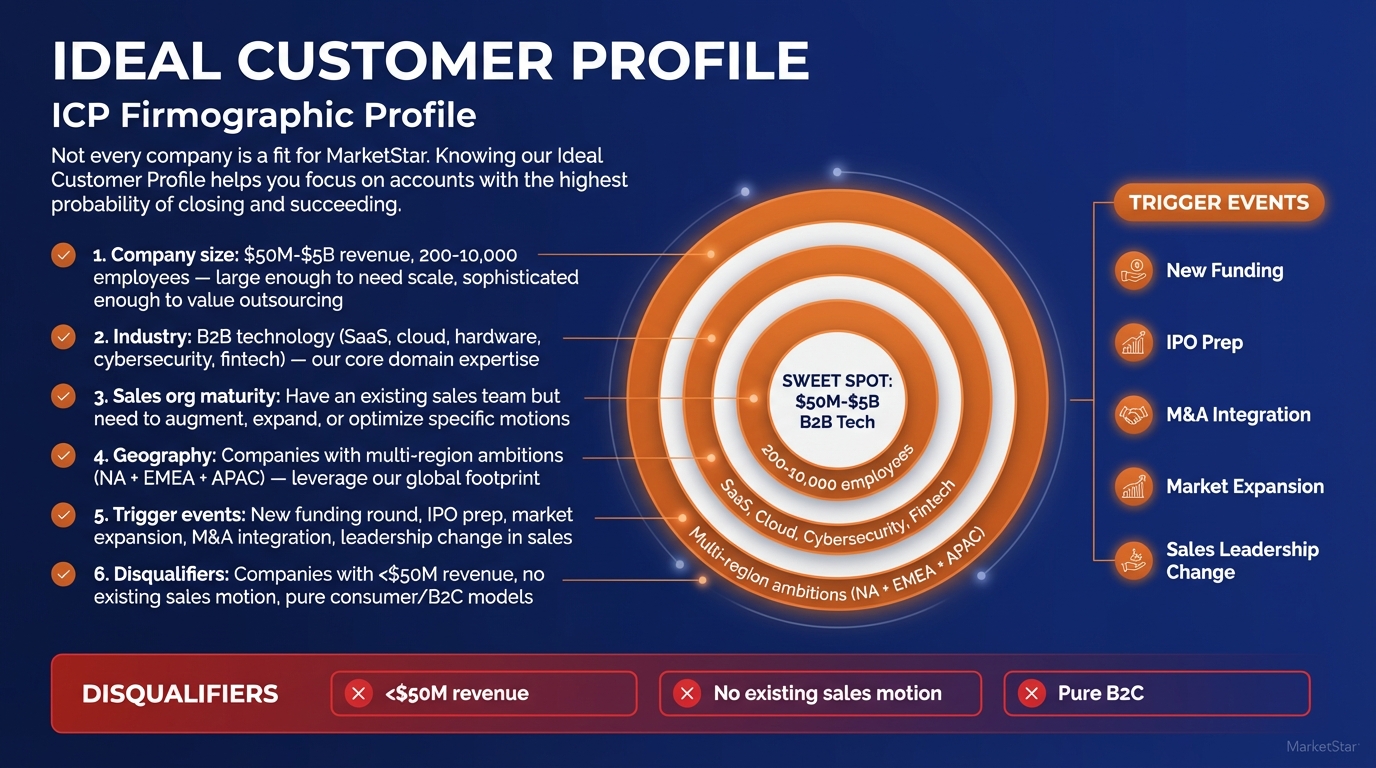 IDEAL CUSTOMER PROFILE
ICP Firmographic Profile
Not every company is a fit for MarketStar. Knowing our Ideal
Customer Profile helps you focus on accounts with the highest
probability of closing and succeeding.
1. Company size: $50M-$5B revenue, 200-10,000
employees — large enough to need scale, sophisticated
enough to value outsourcing
2. Industry: B2B technology (SaaS, cloud, hardware,
cybersecurity, fintech) — our core domain expertise
3. Sales org maturity: Have an existing sales team but
need to augment, expand, or optimize specific motions
4. Geography: Companies with multi-region ambitions
(NA + EMEA + APAC) — leverage our global footprint
5. Trigger events: New funding round, IPO prep, market
expansion, M&A integration, leadership change in sales
6. Disqualifiers: Companies with <$50M revenue, no
existing sales motion, pure consumer/B2C models
SWEET SPOT:
$50M-$5B
B2B Tech
200-10,000 employees
SaaS, Cloud, Cybersecurity, Fintech
Multi-region ambitions (NA + EMEA + APAC)
TRIGGER EVENTS
New Funding
IPO Prep
M&A Integration
Market Expansion
Sales Leadership
Change
DISQUALIFIERS
<$50M revenue
No existing sales motion
Pure B2C
MarketStar